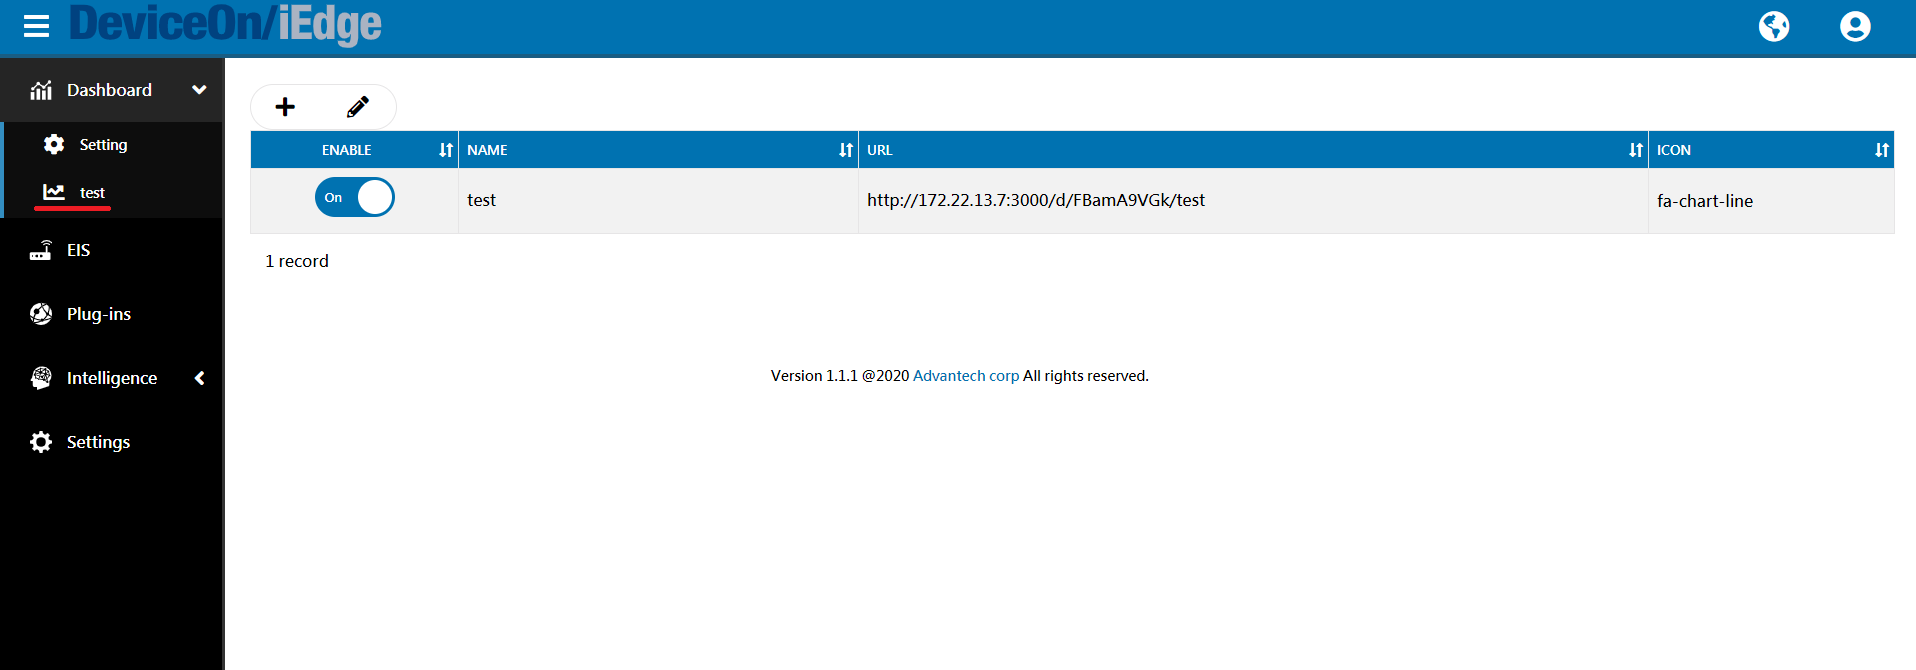 DeviceOn/iEdge
Dashboard
Setting
test
EIS
Plug-ins
Intelligence
Settings
ENABLE NAME URL ICON
On test http://172.22.13.7:3000/d/FBamA9VGk/test fa-chart-line
1 record
Version 1.1.1 @2020 Advantech corp All rights reserved.